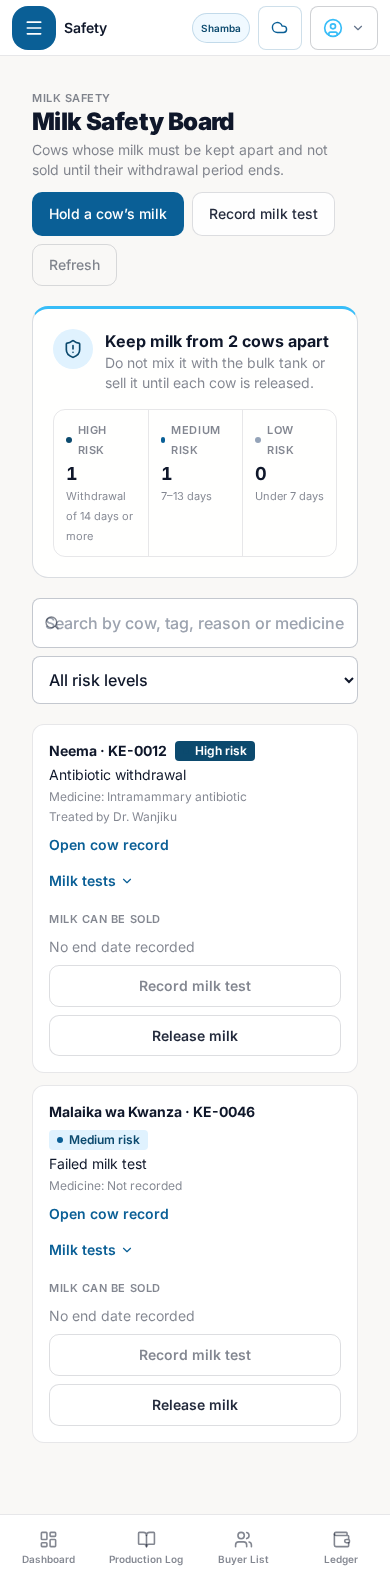 Safety
Shamba
MILK SAFETY
Milk Safety Board
Cows whose milk must be kept apart and not
sold until their withdrawal period ends.
Hold a cow's milk
Record milk test
Refresh
Keep milk from 2 cows apart
Do not mix it with the bulk tank or
sell it until each cow is released.
HIGH
RISK
1
Withdrawal
of 14 days or
more
MEDIUM
RISK
1
7–13 days
LOW
RISK
0
Under 7 days
Search by cow, tag, reason or medicine
All risk levels
Neema · KE-0012 High risk
Antibiotic withdrawal
Medicine: Intramammary antibiotic
Treated by Dr. Wanjiku
Open cow record
Milk tests
MILK CAN BE SOLD
No end date recorded
Record milk test
Release milk
Malaika wa Kwanza · KE-0046
Medium risk
Failed milk test
Medicine: Not recorded
Open cow record
Milk tests
MILK CAN BE SOLD
No end date recorded
Record milk test
Release milk
Dashboard
Production Log
Buyer List
Ledger